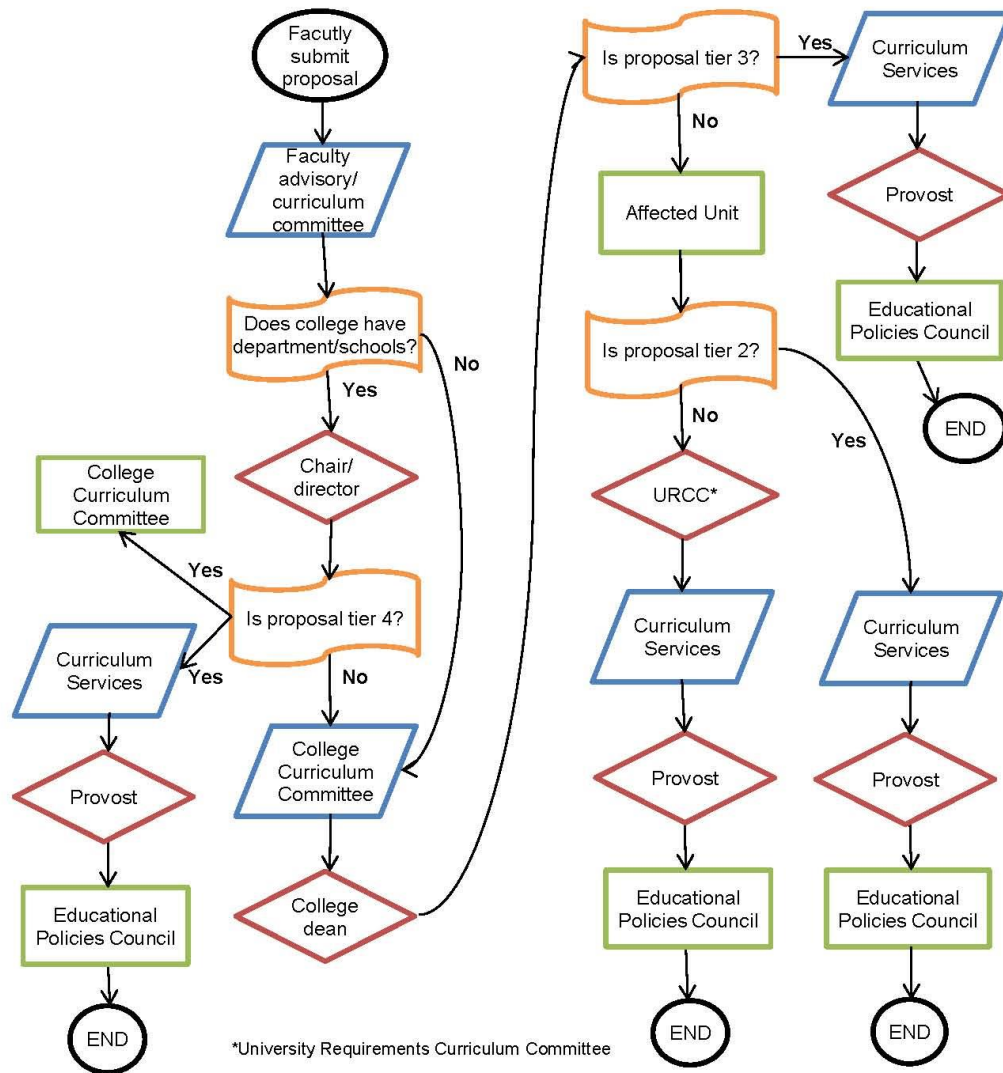 Facutly
submit
proposal
Faculty
advisory/
curriculum
committee
Does college have
department/schools?
No
Yes
Chair/
director
College
Curriculum
Committee
Yes
Is proposal tier 4?
Yes
Curriculum
Services
No
College
Curriculum
Committee
Provost
College
dean
Educational
Policies Council
END
Is proposal tier 3?
Yes
Curriculum
Services
No
Provost
Affected Unit
Educational
Policies Council
END
Is proposal tier 2?
No
Yes
URCC*
Curriculum
Services
Curriculum
Services
Provost
Provost
Educational
Policies Council
Educational
Policies Council
END
END
*University Requirements Curriculum Committee